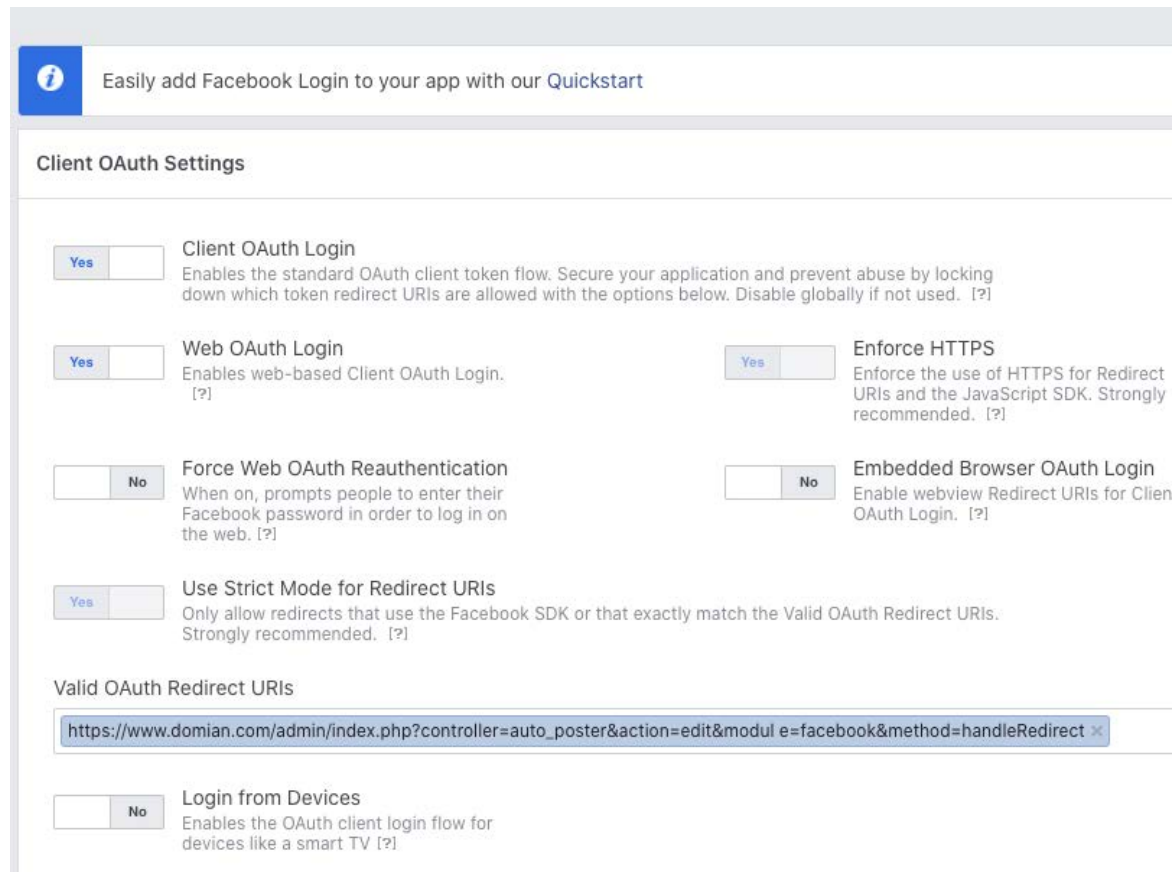 Easily add Facebook Login to your app with our Quickstart
Client OAuth Settings
Yes
Client OAuth Login
Enables the standard OAuth client token flow. Secure your application and prevent abuse by locking
down which token redirect URIs are allowed with the options below. Disable globally if not used. [?]
Yes
Web OAuth Login
Enables web-based Client OAuth Login.
[?]
Yes
Enforce HTTPS
Enforce the use of HTTPS for Redirect
URIs and the JavaScript SDK. Strongly
recommended. [?]
No
Force Web OAuth Reauthentication
When on, prompts people to enter their
Facebook password in order to log in on
the web. [?]
No
Embedded Browser OAuth Login
Enable webview Redirect URIs for Clien
OAuth Login. [?]
Yes
Use Strict Mode for Redirect URIs
Only allow redirects that use the Facebook SDK or that exactly match the Valid OAuth Redirect URIs.
Strongly recommended. [?]
Valid OAuth Redirect URIs
https://www.domian.com/admin/index.php?controller=auto_poster&action=edit&modul e=facebook&method=handleRedirect ×
No
Login from Devices
Enables the OAuth client login flow for
devices like a smart TV [?]